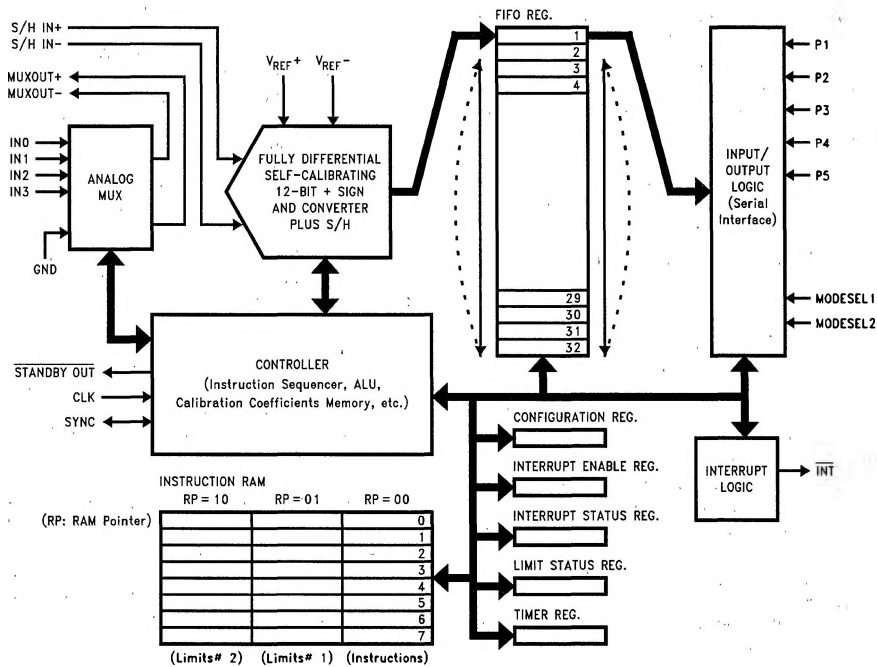 S/H IN+
S/H IN-
MUXOUT+
MUXOUT-
IN0
IN1
IN2
IN3
GND
ANALOG
MUX
VREF+
VREF-
FULLY DIFFERENTIAL
SELF-CALIBRATING
12-BIT + SIGN
AND CONVERTER
PLUS S/H
FIFO REG.
1
2
3
4
29
30
31
32
INPUT/
OUTPUT
LOGIC
(Serial
Interface)
P1
P2
P3
P4
P5
MODESEL1
MODESEL2
CONTROLLER
(Instruction Sequencer, ALU,
Calibration Coefficients Memory, etc.)
STANDBY OUT
CLK
SYNC
CONFIGURATION REG.
INTERRUPT ENABLE REG.
INTERRUPT STATUS REG.
LIMIT STATUS REG.
TIMER REG.
INTERRUPT
LOGIC
INT
INSTRUCTION RAM
RP = 10 RP = 01 RP = 00
(RP: RAM Pointer)
0
1
2
3
4
5
6
7
(Limits# 2) (Limits# 1) (Instructions)